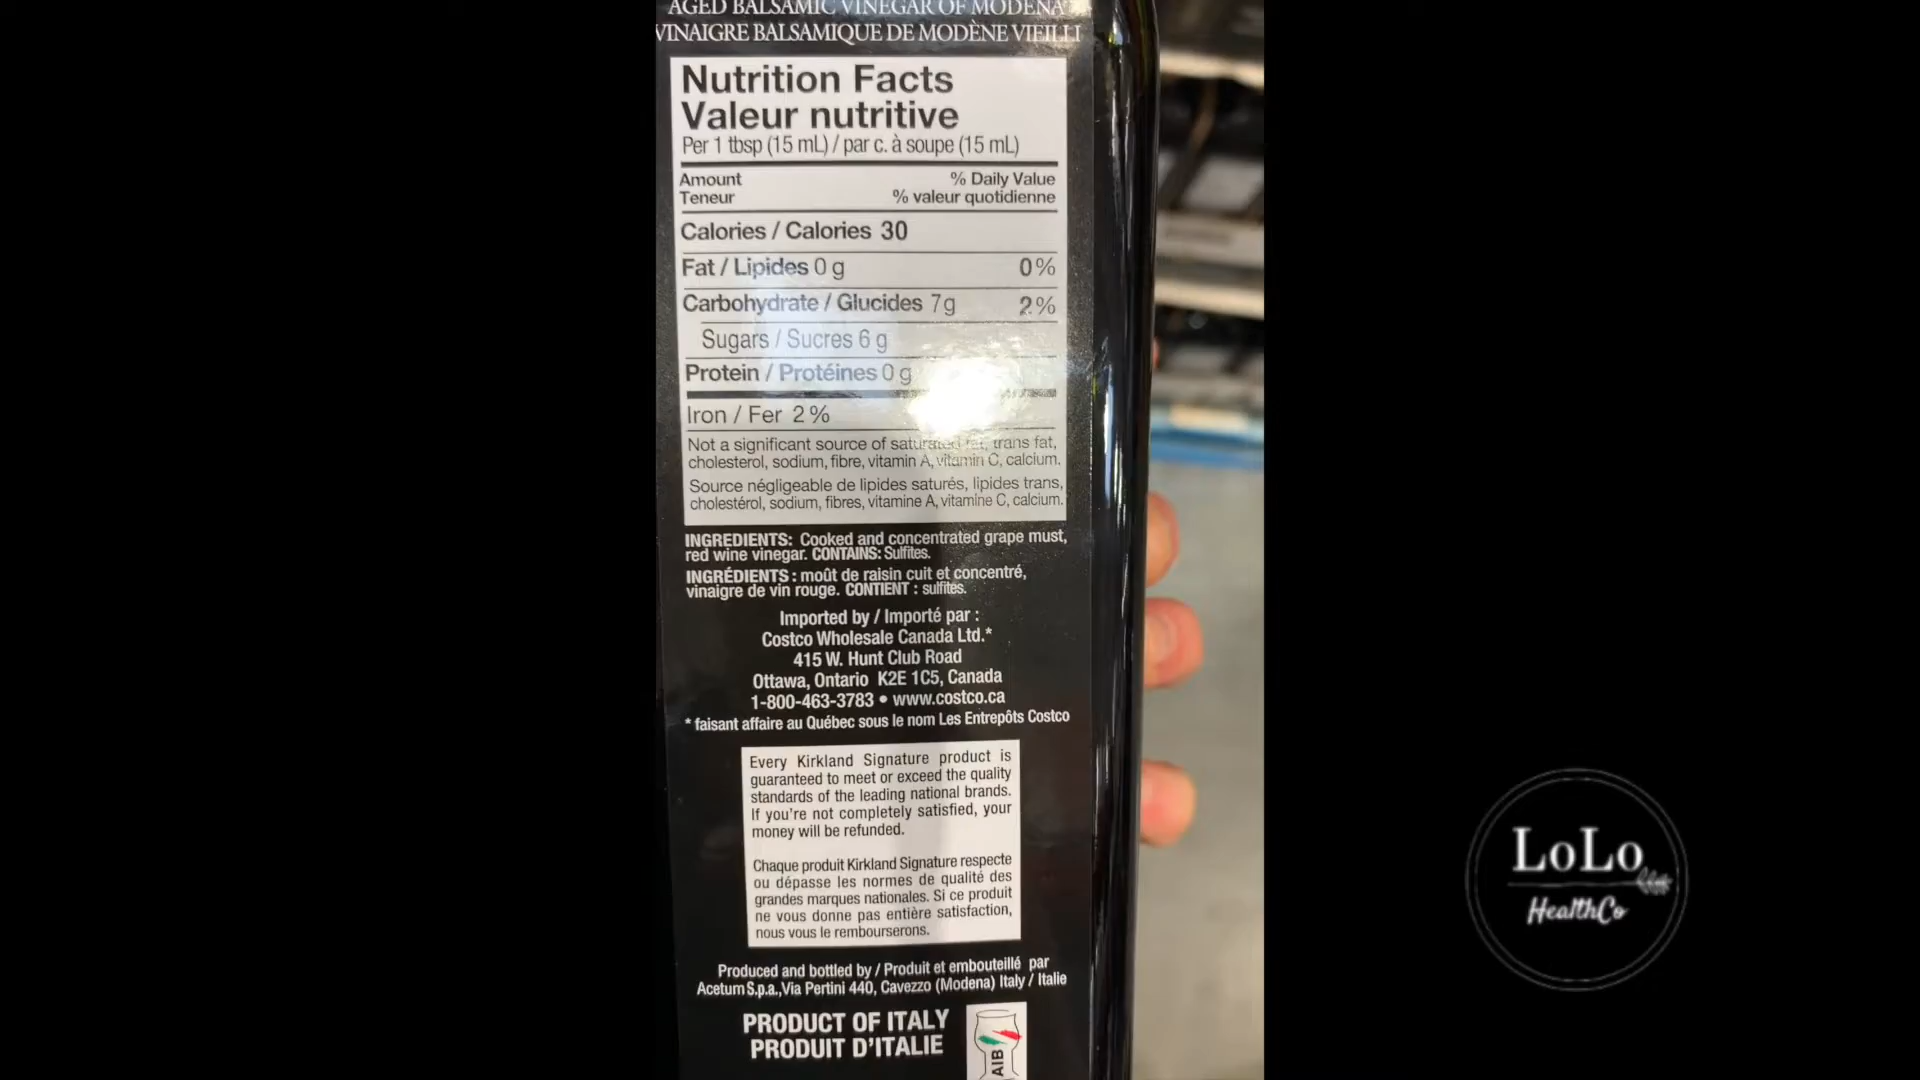 AGED BALSAMIC VINEGAR OF MODENA
VINAIGRE BALSAMIQUE DE MODÈNE VIEILLI
Nutrition Facts
Valeur nutritive
Per 1 tbsp (15 mL) / par c. à soupe (15 mL)
Amount % Daily Value
Teneur % valeur quotidienne
Calories / Calories 30
Fat / Lipides 0 g 0%
Carbohydrate / Glucides 7g 2%
Sugars / Sucres 6 g
Protein / Protéines 0 g
Iron / Fer 2%
Not a significant source of saturated fat, trans fat,
cholesterol, sodium, fibre, vitamin A, vitamin C, calcium.
Source négligeable de lipides saturés, lipides trans,
cholestérol, sodium, fibres, vitamine A, vitamine C, calcium.
INGREDIENTS: Cooked and concentrated grape must,
red wine vinegar. CONTAINS: Sulfites.
INGRÉDIENTS : moût de raisin cuit et concentré,
vinaigre de vin rouge. CONTIENT : sulfites.
Imported by / Importé par :
Costco Wholesale Canada Ltd.*
415 W. Hunt Club Road
Ottawa, Ontario K2E 1C5, Canada
1-800-463-3783 • www.costco.ca
* faisant affaire au Québec sous le nom Les Entrepôts Costco
Every Kirkland Signature product is
guaranteed to meet or exceed the quality
standards of the leading national brands.
If you're not completely satisfied, your
money will be refunded.
Chaque produit Kirkland Signature respecte
ou dépasse les normes de qualité des
grandes marques nationales. Si ce produit
ne vous donne pas entière satisfaction,
nous vous le rembourserons.
Produced and bottled by / Produit et embouteillé par
Acetum S.p.a., Via Pertini 440, Cavezzo (Modena) Italy / Italie
PRODUCT OF ITALY
PRODUIT D'ITALIE
AIB
LoLo
HealthCo